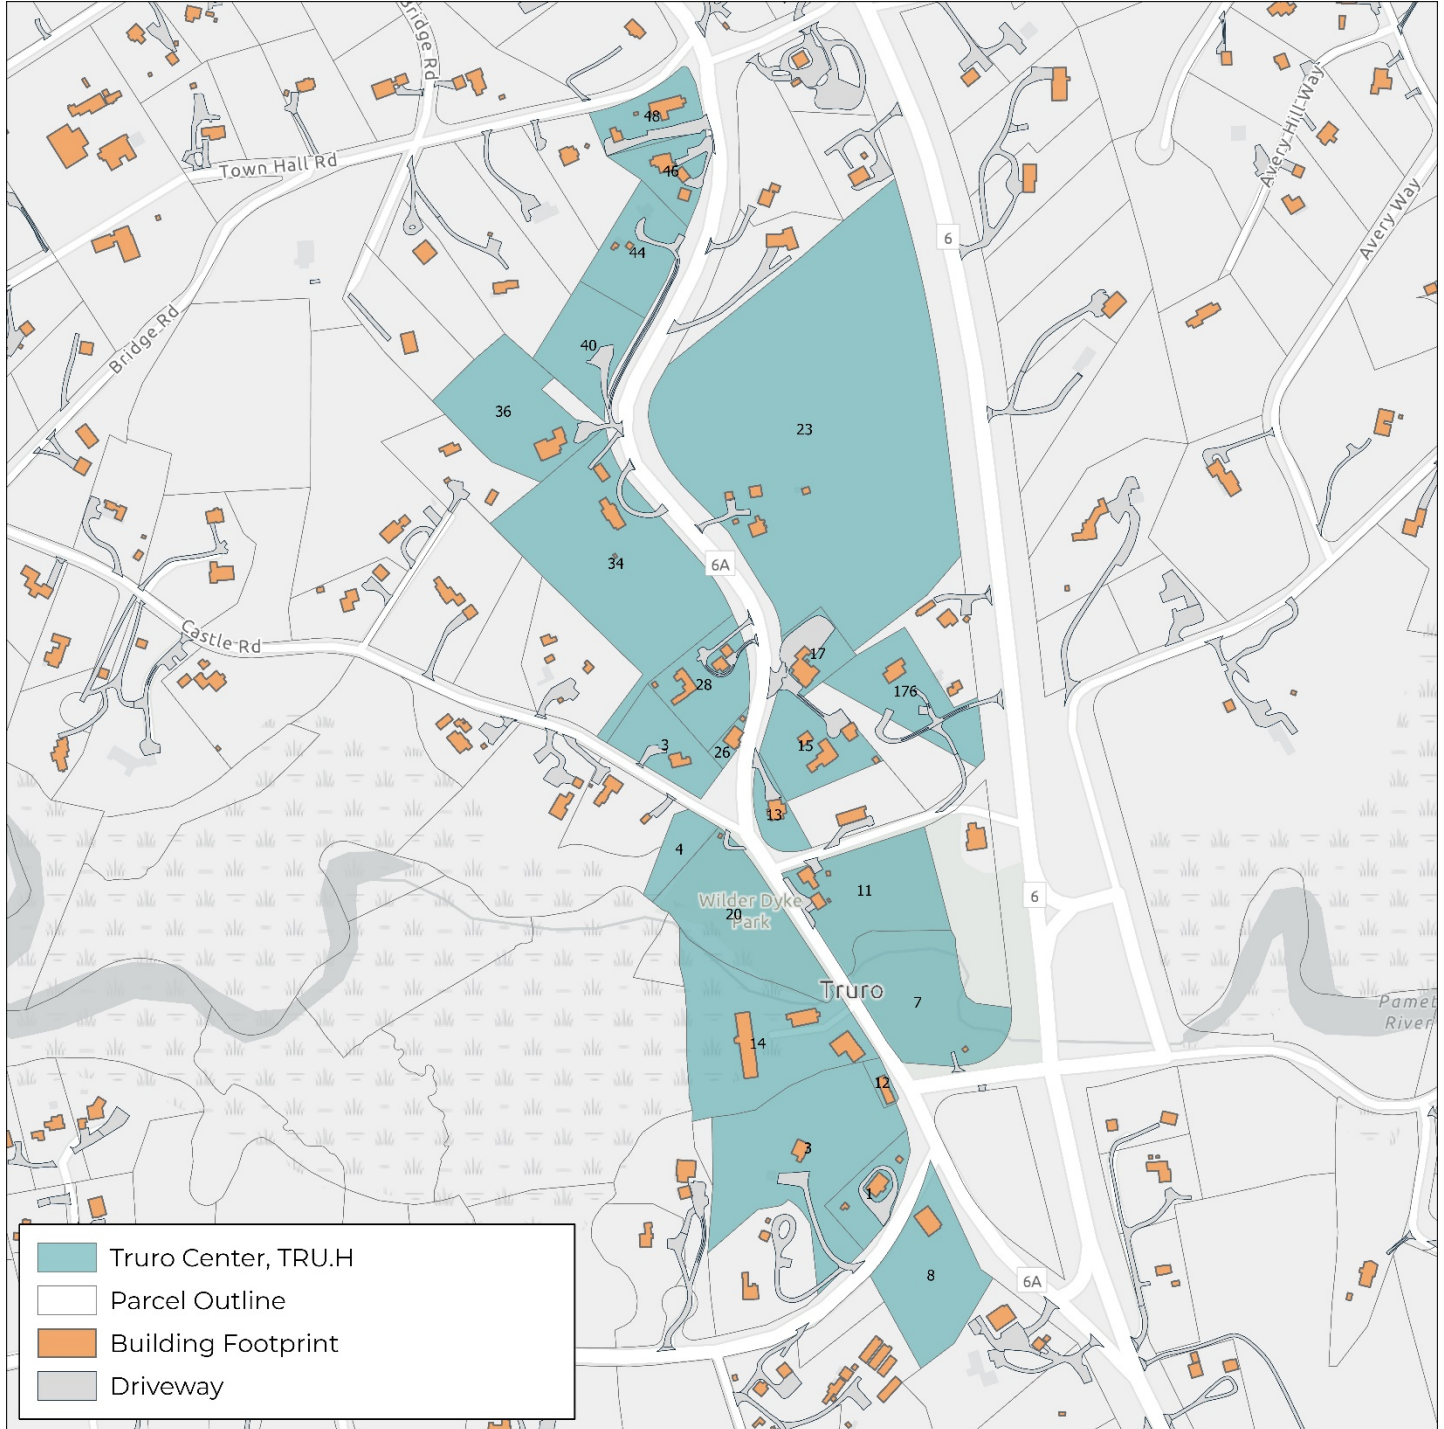 Bridge Rd
48
Town Hall Rd
46
Avery Hill Way
Avery Way
6
44
Bridge Rd
40
36
23
34
6A
Castle Rd
17
28
176
3
26
15
13
4
11
6
Wilder Dyke
20
Park
Truro
7
Pamet
River
14
12
3
1
8
6A
Truro Center, TRU.H
Parcel Outline
Building Footprint
Driveway